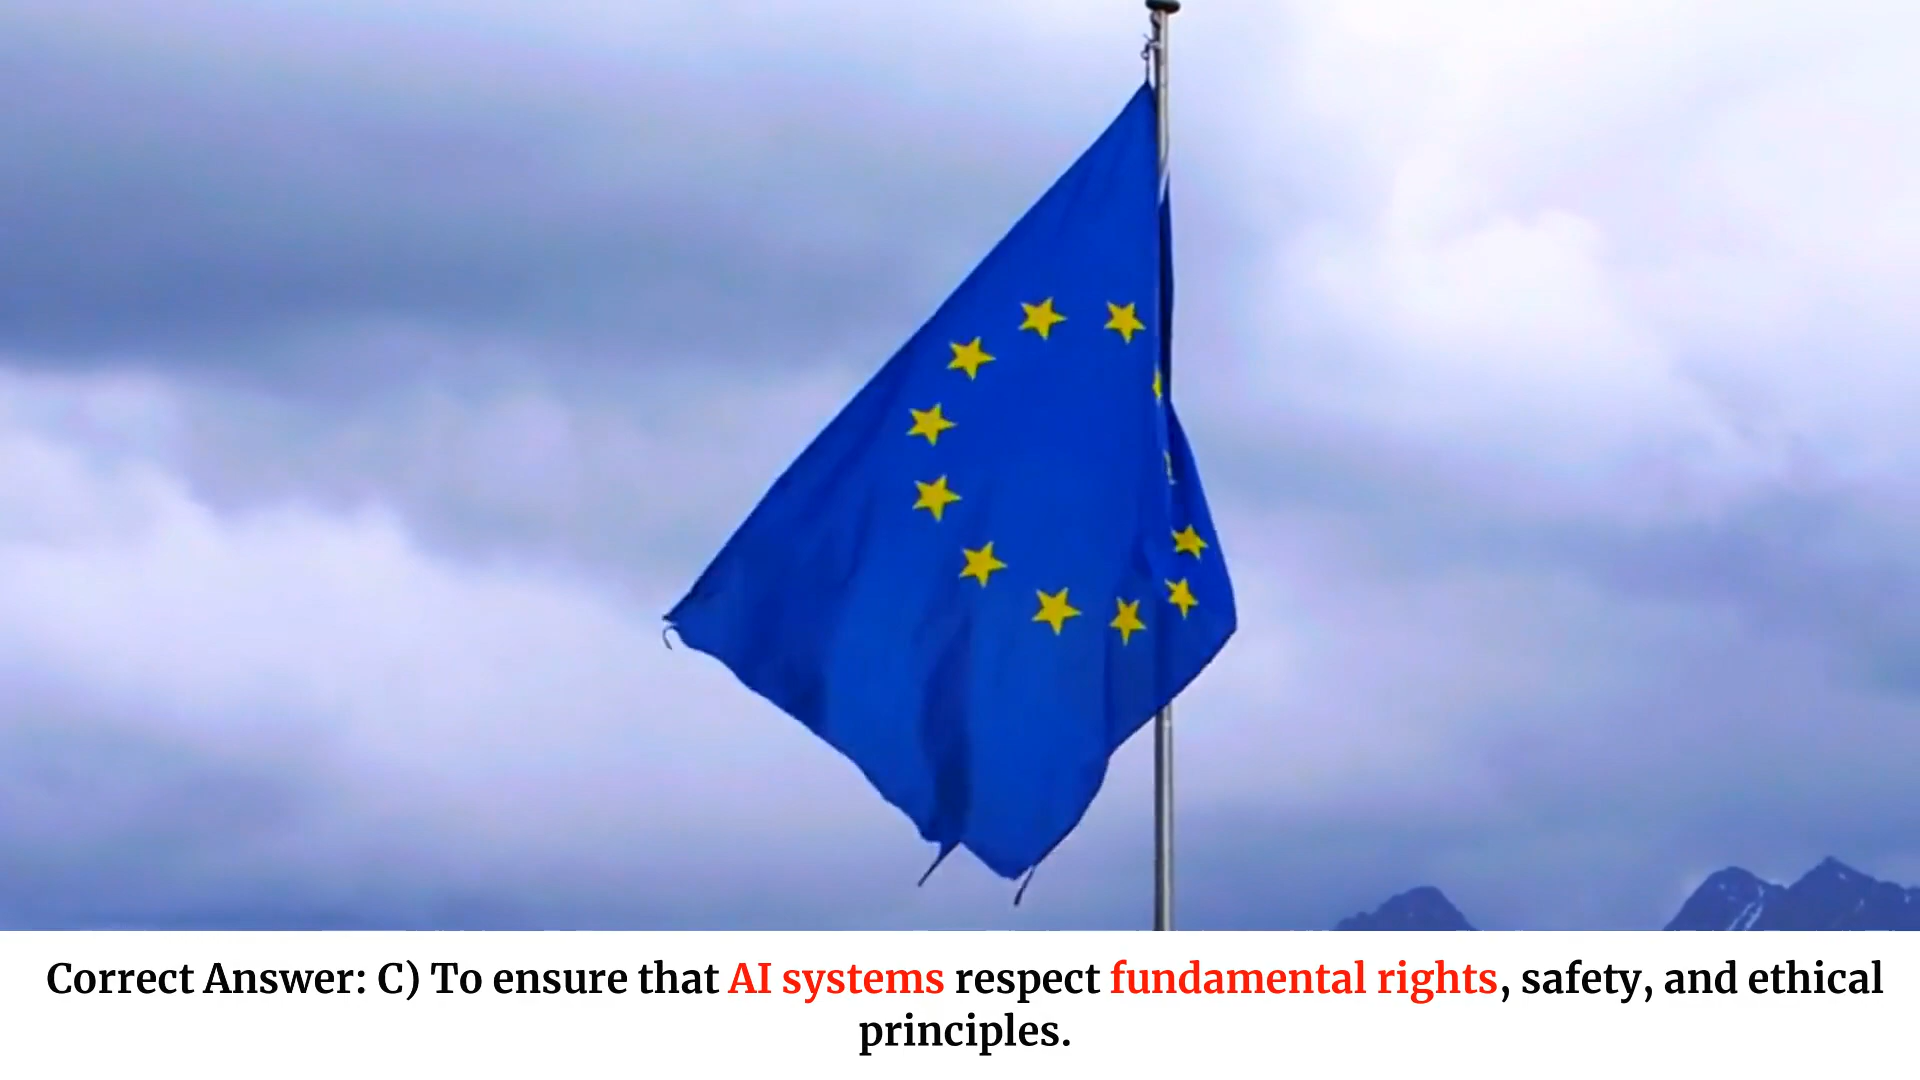 Correct Answer: C) To ensure that AI systems respect fundamental rights, safety, and ethical
principles.